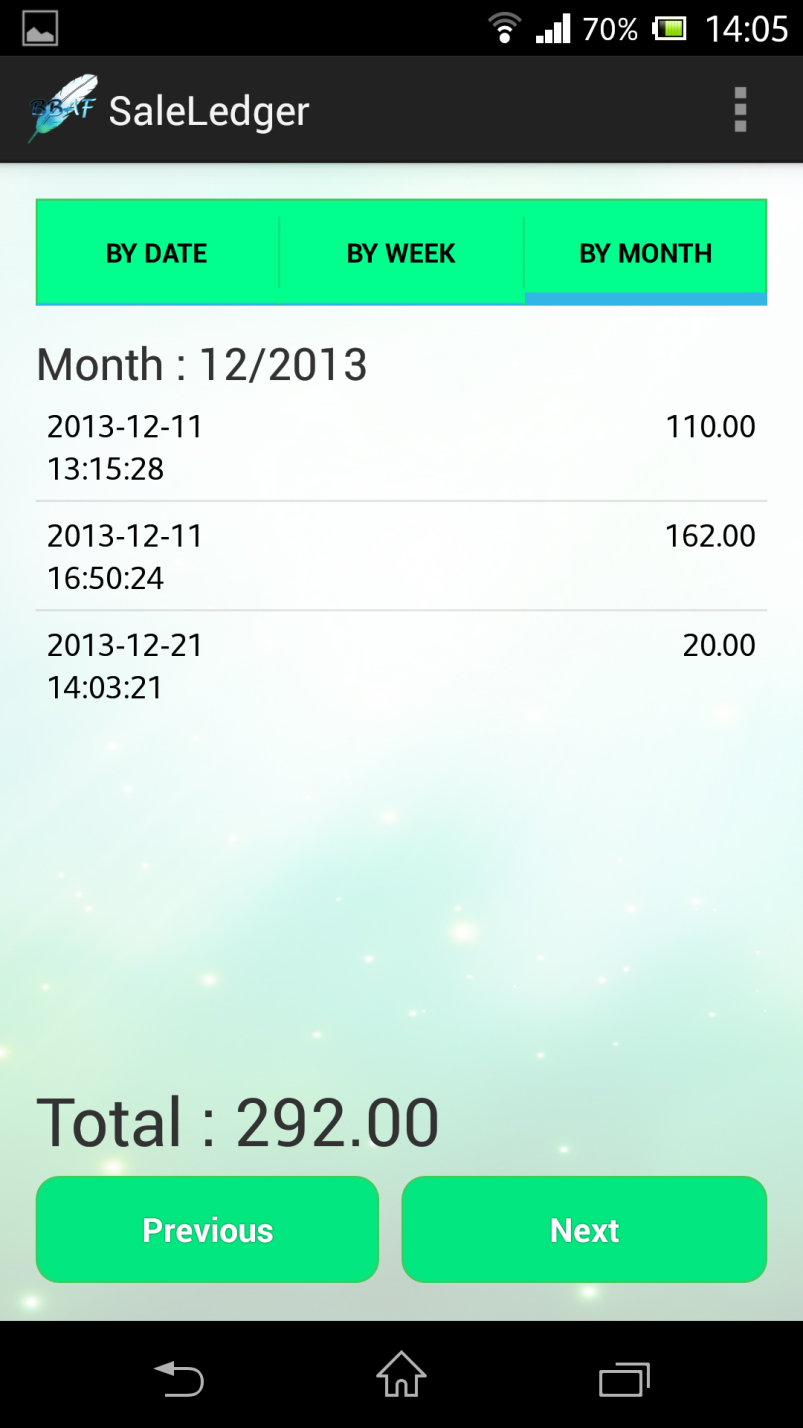 70% 14:05
BBAF SaleLedger
BY DATE BY WEEK BY MONTH
Month : 12/2013
2013-12-11 110.00
13:15:28
2013-12-11 162.00
16:50:24
2013-12-21 20.00
14:03:21
Total : 292.00
Previous Next